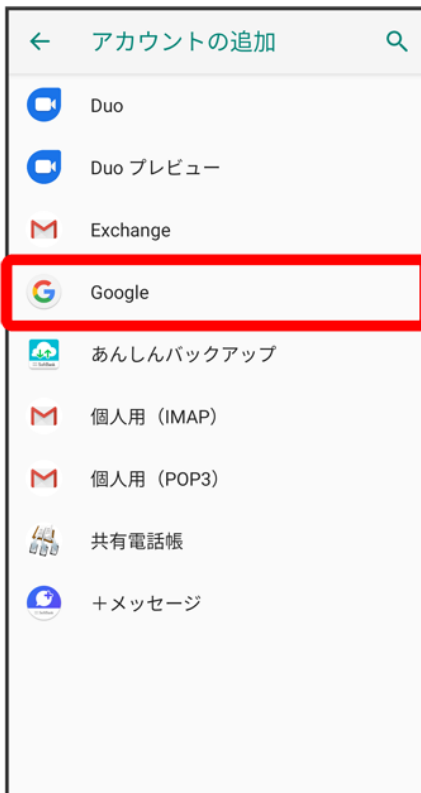 アカウントの追加
Duo
Duo プレビュー
Exchange
Google
あんしんバックアップ
個人用（IMAP）
個人用（POP3）
共有電話帳
＋メッセージ